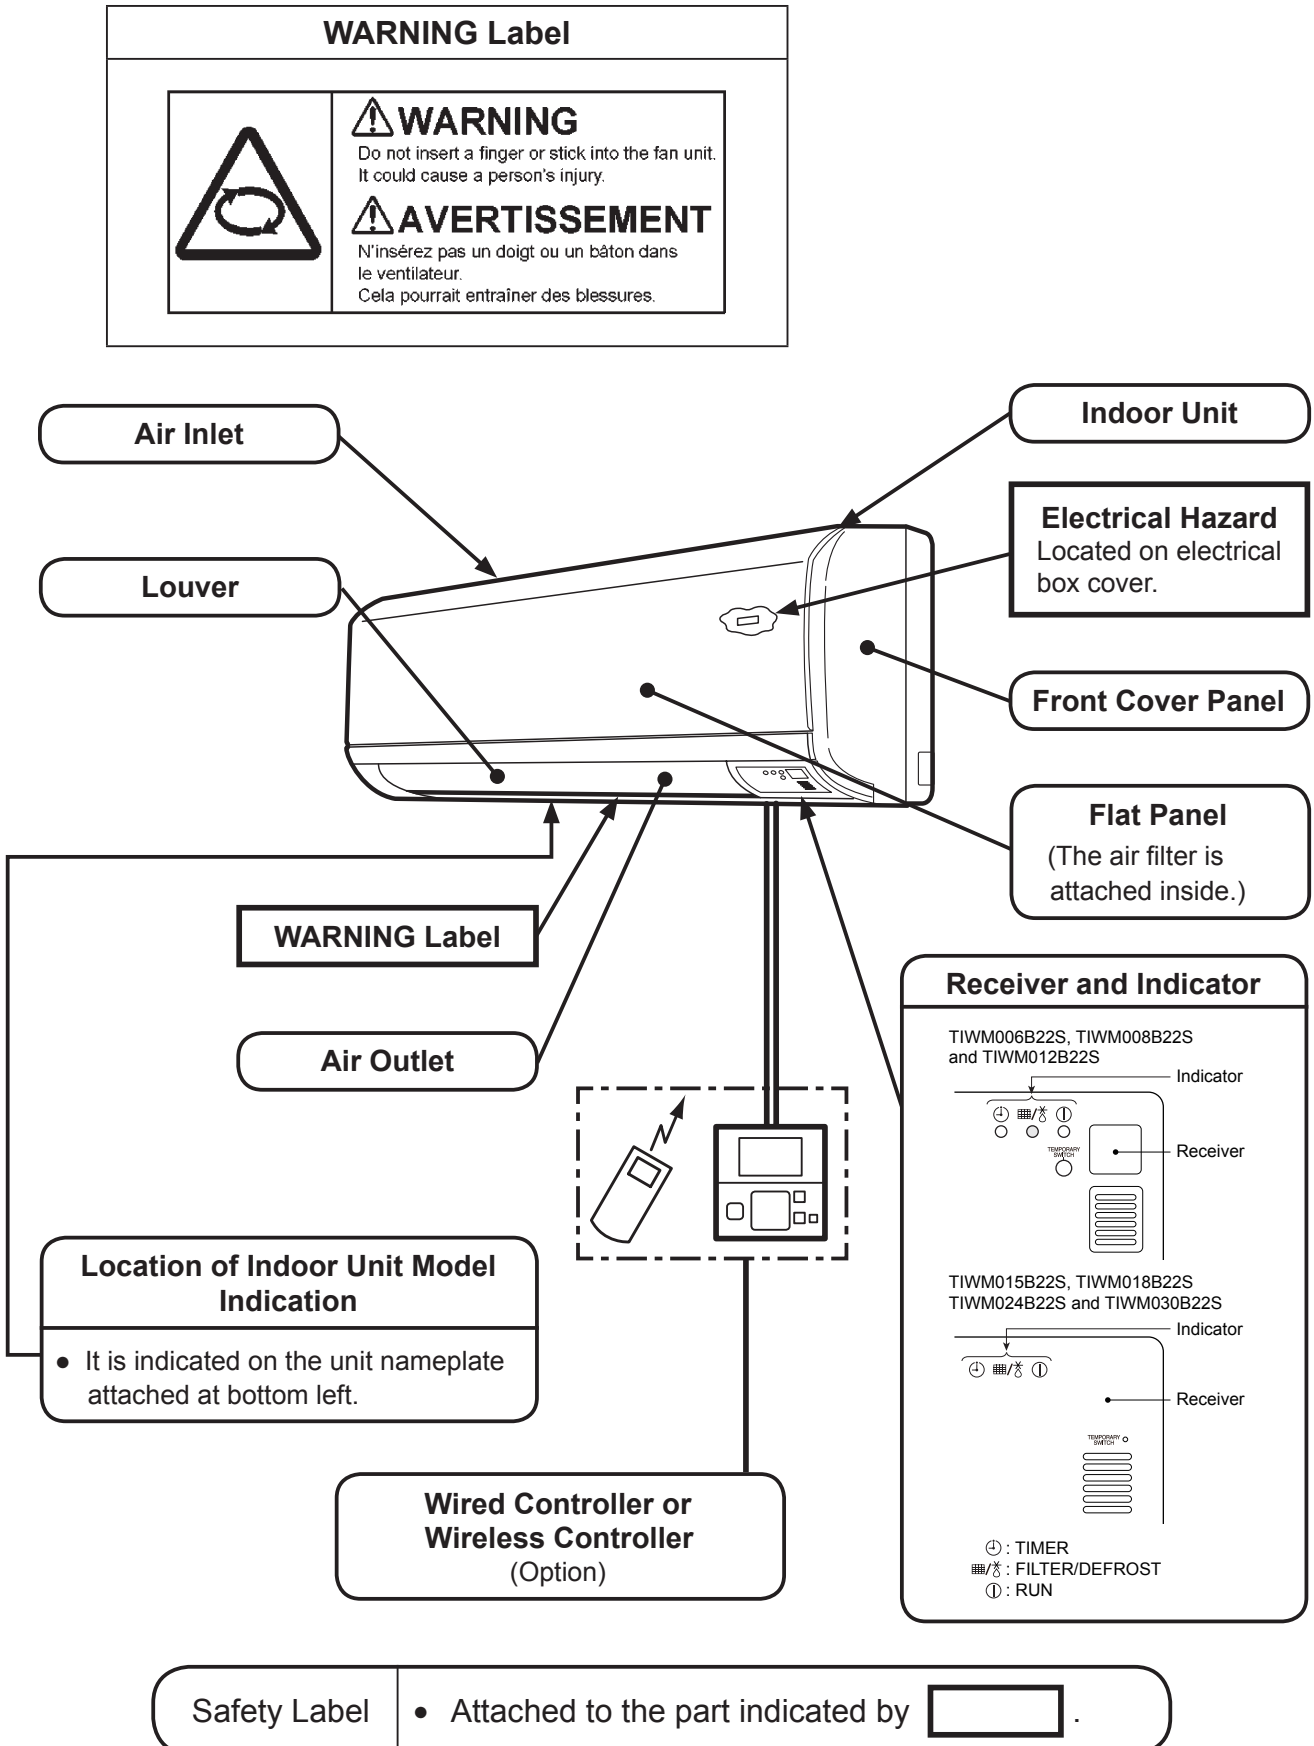 WARNING Label
WARNING
Do not insert a finger or stick into the fan unit.
It could cause a person's injury.
AVERTISSEMENT
N'insérez pas un doigt ou un bâton dans
le ventilateur.
Cela pourrait entraîner des blessures.
Air Inlet
Indoor Unit
Electrical Hazard
Located on electrical
box cover.
Louver
Front Cover Panel
Flat Panel
(The air filter is
attached inside.)
WARNING Label
Air Outlet
Receiver and Indicator
TIWM006B22S, TIWM008B22S
and TIWM012B22S
Indicator
TEMPORARY
SWITCH
Receiver
TIWM015B22S, TIWM018B22S
TIWM024B22S and TIWM030B22S
Indicator
Receiver
TEMPORARY
SWITCH
: TIMER
: FILTER/DEFROST
: RUN
Location of Indoor Unit Model
Indication
• It is indicated on the unit nameplate
attached at bottom left.
Wired Controller or
Wireless Controller
(Option)
Safety Label
• Attached to the part indicated by .